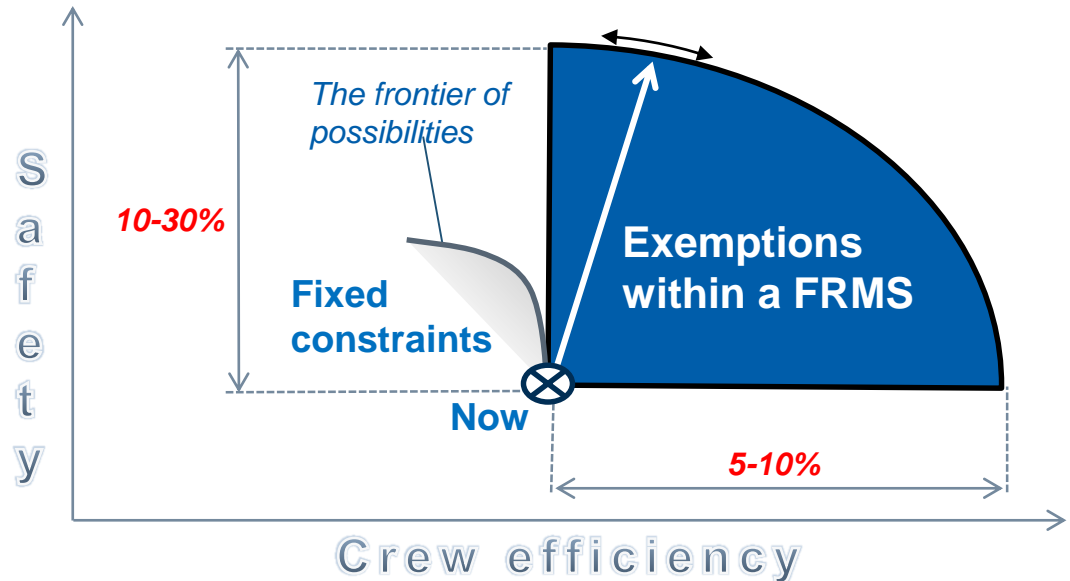 Safety
The frontier of
possibilities
10-30%
Fixed
constraints
Exemptions
within a FRMS
Now
5-10%
Crew efficiency